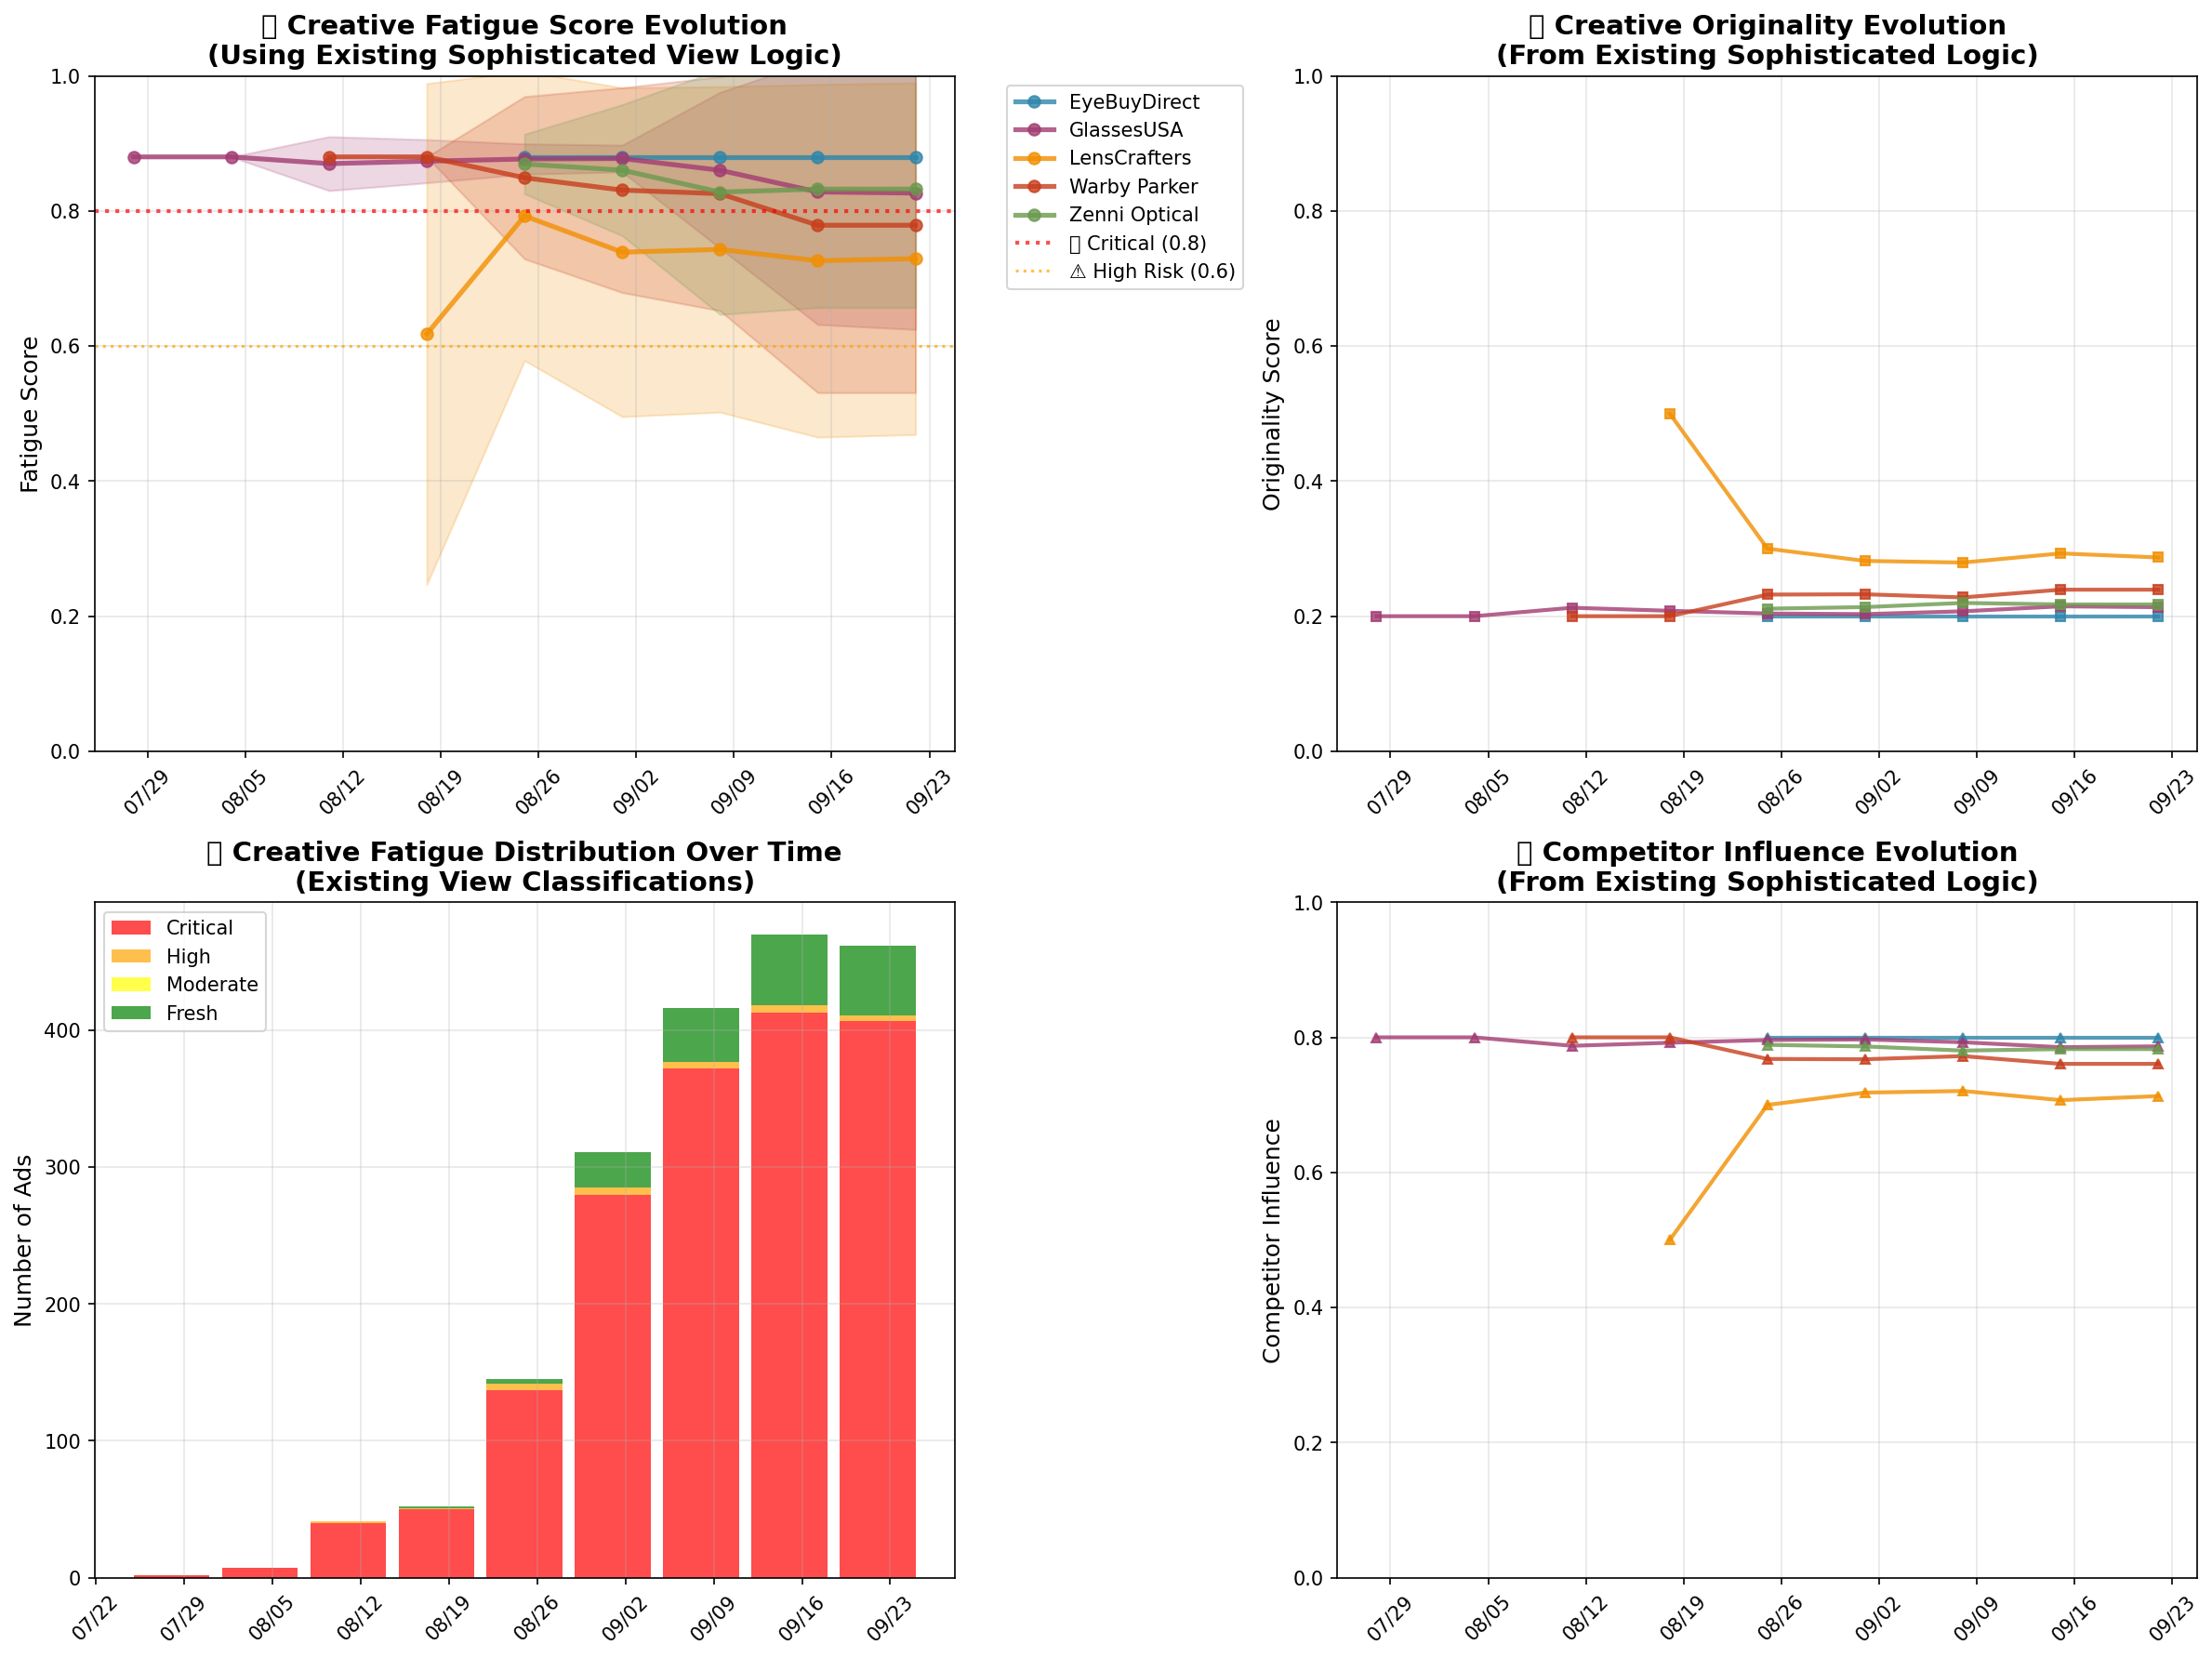 ▯ Creative Fatigue Score Evolution
(Using Existing Sophisticated View Logic)
Fatigue Score
1.0
0.8
0.6
0.4
0.2
0.0
07/29
08/05
08/12
08/19
08/26
09/02
09/09
09/16
09/23
EyeBuyDirect
GlassesUSA
LensCrafters
Warby Parker
Zenni Optical
▯ Critical (0.8)
⚠ High Risk (0.6)
▯ Creative Originality Evolution
(From Existing Sophisticated Logic)
Originality Score
1.0
0.8
0.6
0.4
0.2
0.0
07/29
08/05
08/12
08/19
08/26
09/02
09/09
09/16
09/23
▯ Creative Fatigue Distribution Over Time
(Existing View Classifications)
Number of Ads
Critical
High
Moderate
Fresh
400
300
200
100
0
07/22
07/29
08/05
08/12
08/19
08/26
09/02
09/09
09/16
09/23
▯ Competitor Influence Evolution
(From Existing Sophisticated Logic)
Competitor Influence
1.0
0.8
0.6
0.4
0.2
0.0
07/29
08/05
08/12
08/19
08/26
09/02
09/09
09/16
09/23